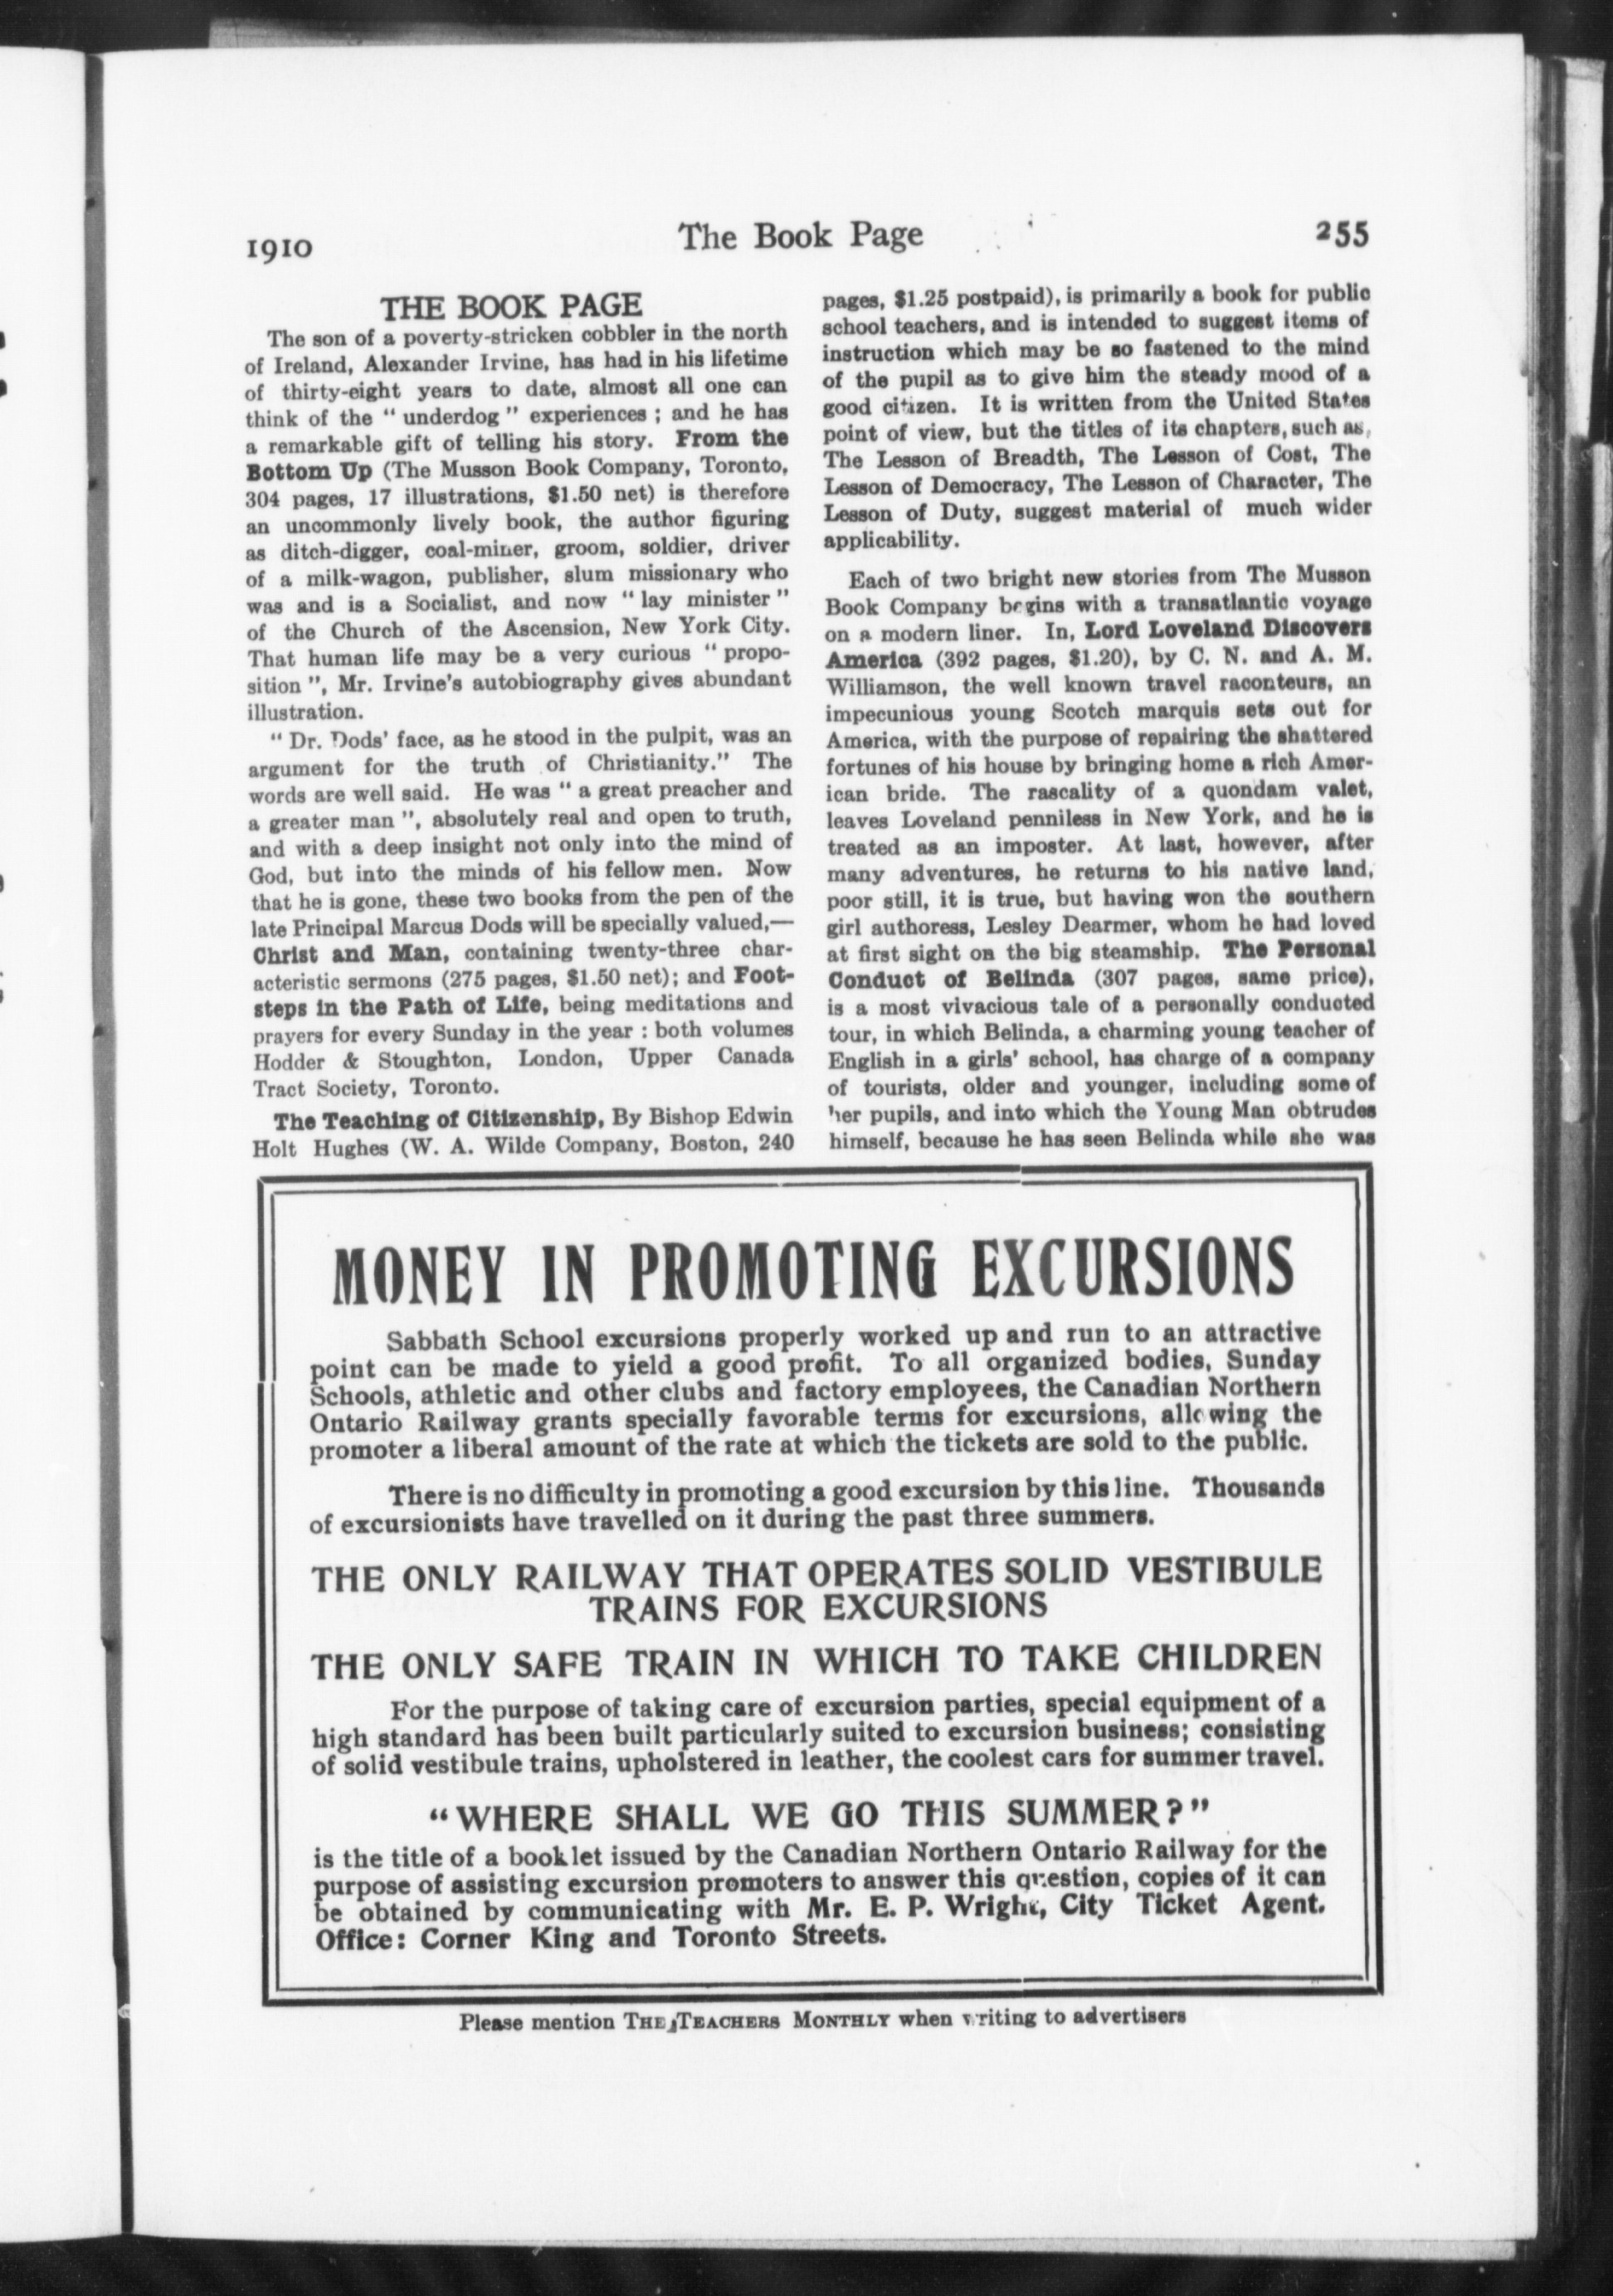 1910
The Book Page
255
THE BOOK PAGE
The son of a poverty-stricken cobbler in the north
of Ireland, Alexander Irvine, has had in his lifetime
of thirty-eight years to date, almost all one can
think of the " underdog " experiences ; and he has
a remarkable gift of telling his story. From the
Bottom Up (The Musson Book Company, Toronto,
304 pages, 17 illustrations, $1.50 net) is therefore
an uncommonly lively book, the author figuring
as ditch-digger, coal-miner, groom, soldier, driver
of a milk-wagon, publisher, slum missionary who
was and is a Socialist, and now " lay minister "
of the Church of the Ascension, New York City.
That human life may be a very curious " propo-
sition ", Mr. Irvine's autobiography gives abundant
illustration.
" Dr. Dods' face, as he stood in the pulpit, was an
argument for the truth of Christianity." The
words are well said. He was " a great preacher and
a greater man ", absolutely real and open to truth,
and with a deep insight not only into the mind of
God, but into the minds of his fellow men. Now
that he is gone, these two books from the pen of the
late Principal Marcus Dods will be specially valued,—
Christ and Man, containing twenty-three char-
acteristic sermons (275 pages, $1.50 net); and Foot-
steps in the Path of Life, being meditations and
prayers for every Sunday in the year : both volumes
Hodder & Stoughton, London, Upper Canada
Tract Society, Toronto.
The Teaching of Citizenship, By Bishop Edwin
Holt Hughes (W. A. Wilde Company, Boston, 240
pages, $1.25 postpaid), is primarily a book for public
school teachers, and is intended to suggest items of
instruction which may be so fastened to the mind
of the pupil as to give him the steady mood of a
good citizen. It is written from the United States
point of view, but the titles of its chapters, such as,
The Lesson of Breadth, The Lesson of Cost, The
Lesson of Democracy, The Lesson of Character, The
Lesson of Duty, suggest material of much wider
applicability.
Each of two bright new stories from The Musson
Book Company begins with a transatlantic voyage
on a modern liner. In, Lord Loveland Discovers
America (392 pages, $1.20), by C. N. and A. M.
Williamson, the well known travel raconteurs, an
impecunious young Scotch marquis sets out for
America, with the purpose of repairing the shattered
fortunes of his house by bringing home a rich Amer-
ican bride. The rascality of a quondam valet,
leaves Loveland penniless in New York, and he is
treated as an imposter. At last, however, after
many adventures, he returns to his native land,
poor still, it is true, but having won the southern
girl authoress, Lesley Dearmer, whom he had loved
at first sight on the big steamship. The Personal
Conduct of Belinda (307 pages, same price),
is a most vivacious tale of a personally conducted
tour, in which Belinda, a charming young teacher of
English in a girls' school, has charge of a company
of tourists, older and younger, including some of
her pupils, and into which the Young Man obtrudes
himself, because he has seen Belinda while she was
MONEY IN PROMOTING EXCURSIONS
Sabbath School excursions properly worked up and run to an attractive
point can be made to yield a good profit. To all organized bodies, Sunday
Schools, athletic and other clubs and factory employees, the Canadian Northern
Ontario Railway grants specially favorable terms for excursions, allowing the
promoter a liberal amount of the rate at which the tickets are sold to the public.
There is no difficulty in promoting a good excursion by this line. Thousands
of excursionists have travelled on it during the past three summers.
THE ONLY RAILWAY THAT OPERATES SOLID VESTIBULE
TRAINS FOR EXCURSIONS
THE ONLY SAFE TRAIN IN WHICH TO TAKE CHILDREN
For the purpose of taking care of excursion parties, special equipment of a
high standard has been built particularly suited to excursion business; consisting
of solid vestibule trains, upholstered in leather, the coolest cars for summer travel.
"WHERE SHALL WE GO THIS SUMMER?"
is the title of a booklet issued by the Canadian Northern Ontario Railway for the
purpose of assisting excursion promoters to answer this question, copies of it can
be obtained by communicating with Mr. E. P. Wright, City Ticket Agent.
Office: Corner King and Toronto Streets.
Please mention THE TEACHERS MONTHLY when writing to advertisers